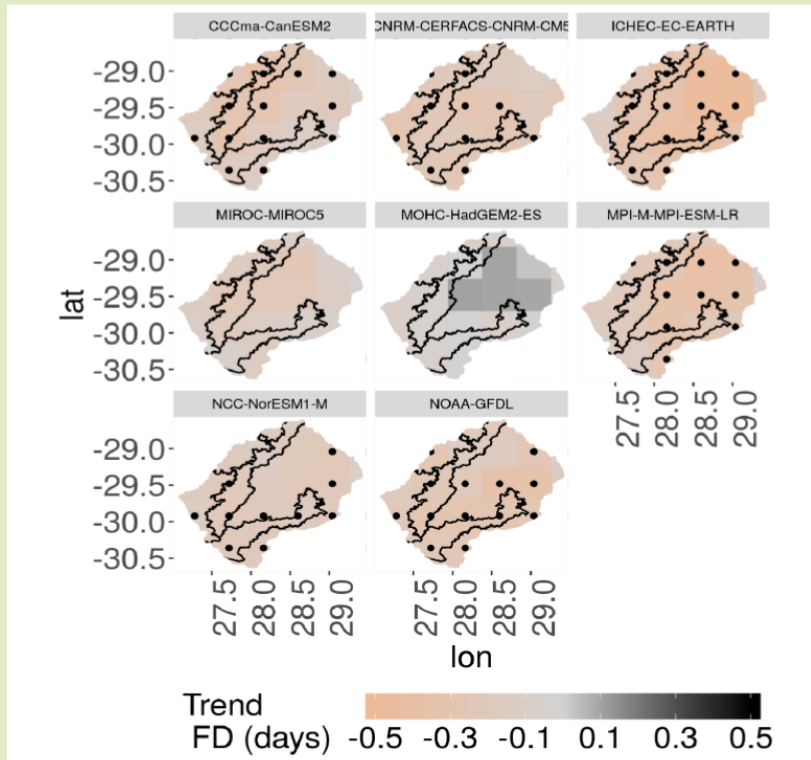 CCCma-CanESM2
CNRM-CERFACS-CNRM-CM5
ICHEC-EC-EARTH
-29.0
-29.5
-30.0
-30.5
MIROC-MIROC5
MOHC-HadGEM2-ES
MPI-M-MPI-ESM-LR
-29.0
-29.5
-30.0
-30.5
lat
27.5
28.0
28.5
29.0
NCC-NorESM1-M
NOAA-GFDL
-29.0
-29.5
-30.0
-30.5
27.5
28.0
28.5
29.0
27.5
28.0
28.5
29.0
lon
Trend
FD (days) -0.5 -0.3 -0.1 0.1 0.3 0.5